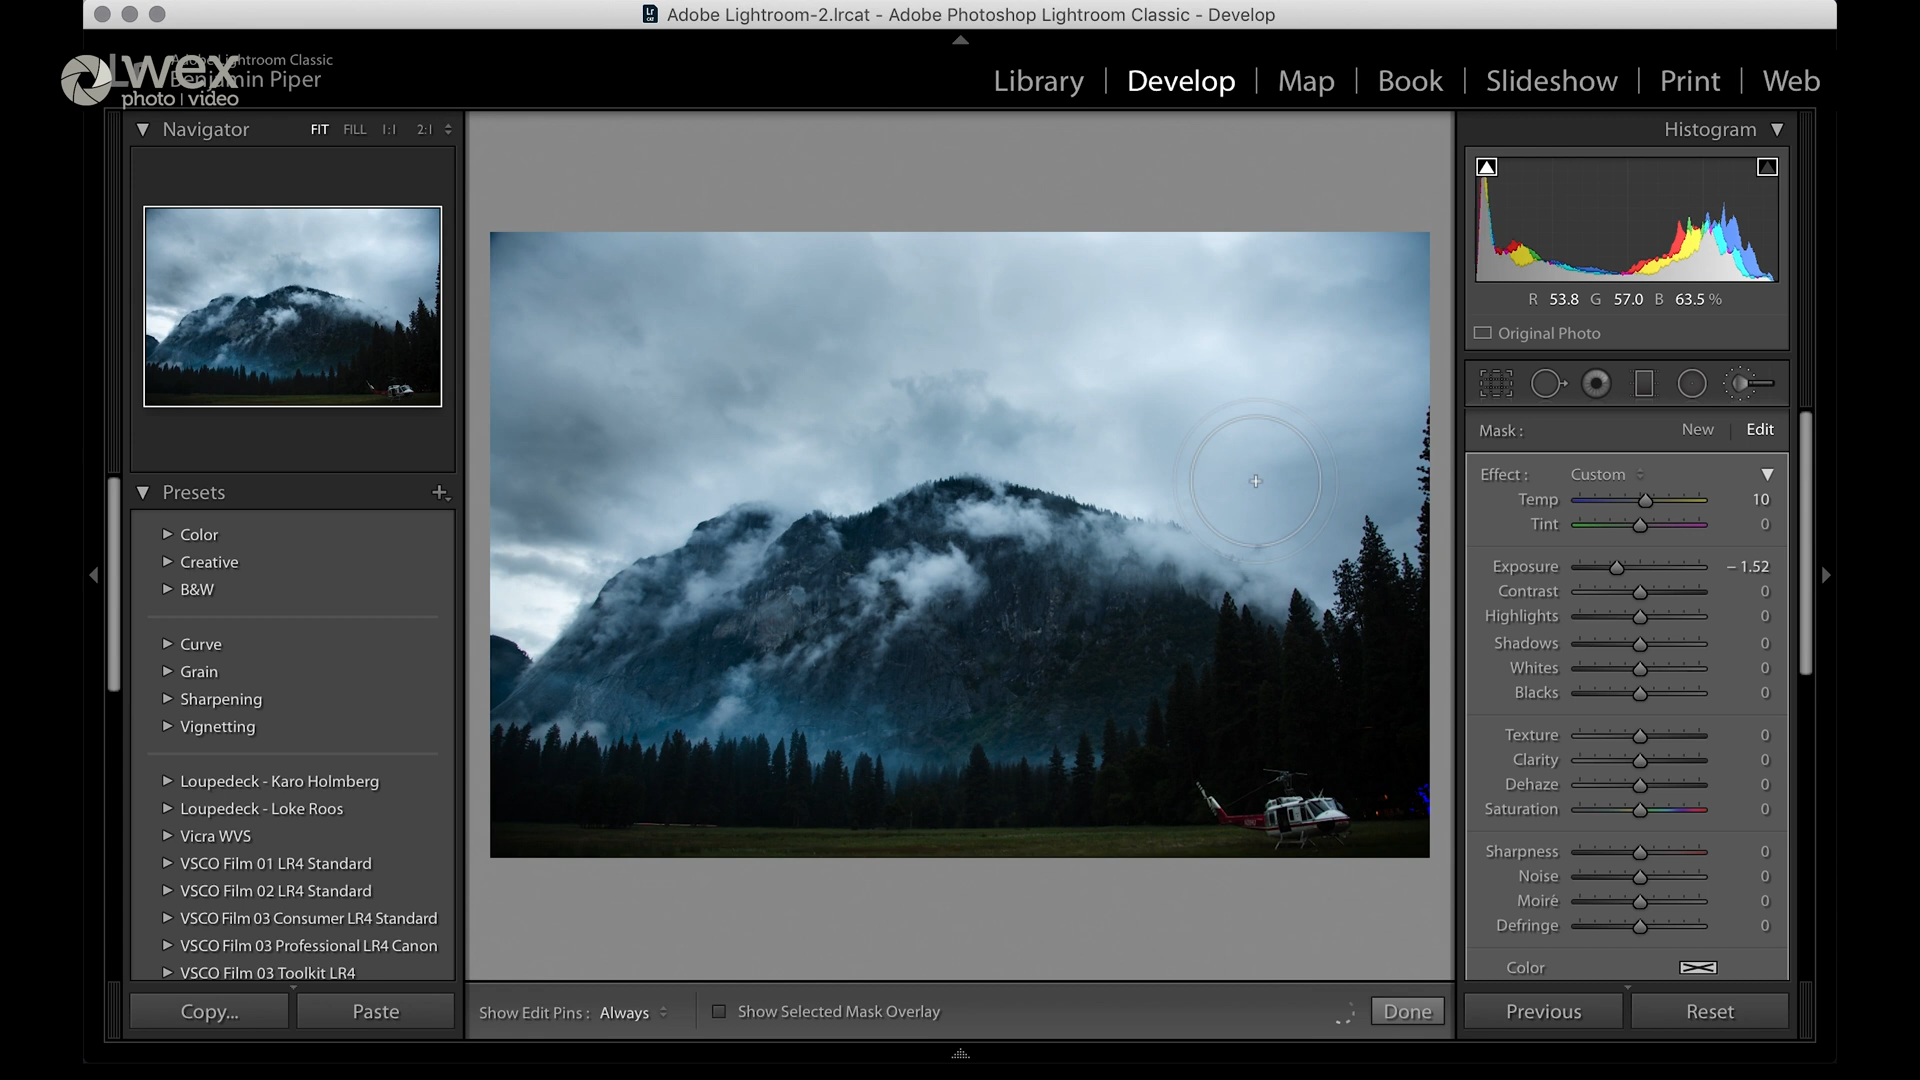 Adobe Lightroom-2.lrcat - Adobe Photoshop Lightroom Classic - Develop
Adobe Lightroom Classic
Benjamin Piper
Lwex
photo | video
Library | Develop | Map | Book | Slideshow | Print | Web
Navigator FIT FILL 1:1 2:1
Histogram
R 53.8 G 57.0 B 63.5 %
Original Photo
Mask : New Edit
Effect : Custom
Temp 10
Tint 0
Exposure – 1.52
Contrast 0
Highlights 0
Shadows 0
Whites 0
Blacks 0
Texture 0
Clarity 0
Dehaze 0
Saturation 0
Sharpness 0
Noise 0
Moiré 0
Defringe 0
Color
Presets
Color
Creative
B&W
Curve
Grain
Sharpening
Vignetting
Loupedeck - Karo Holmberg
Loupedeck - Loke Roos
Vicra WVS
VSCO Film 01 LR4 Standard
VSCO Film 02 LR4 Standard
VSCO Film 03 Consumer LR4 Standard
VSCO Film 03 Professional LR4 Canon
VSCO Film 03 Toolkit LR4
Copy... Paste
Show Edit Pins : Always Show Selected Mask Overlay Done
Previous Reset